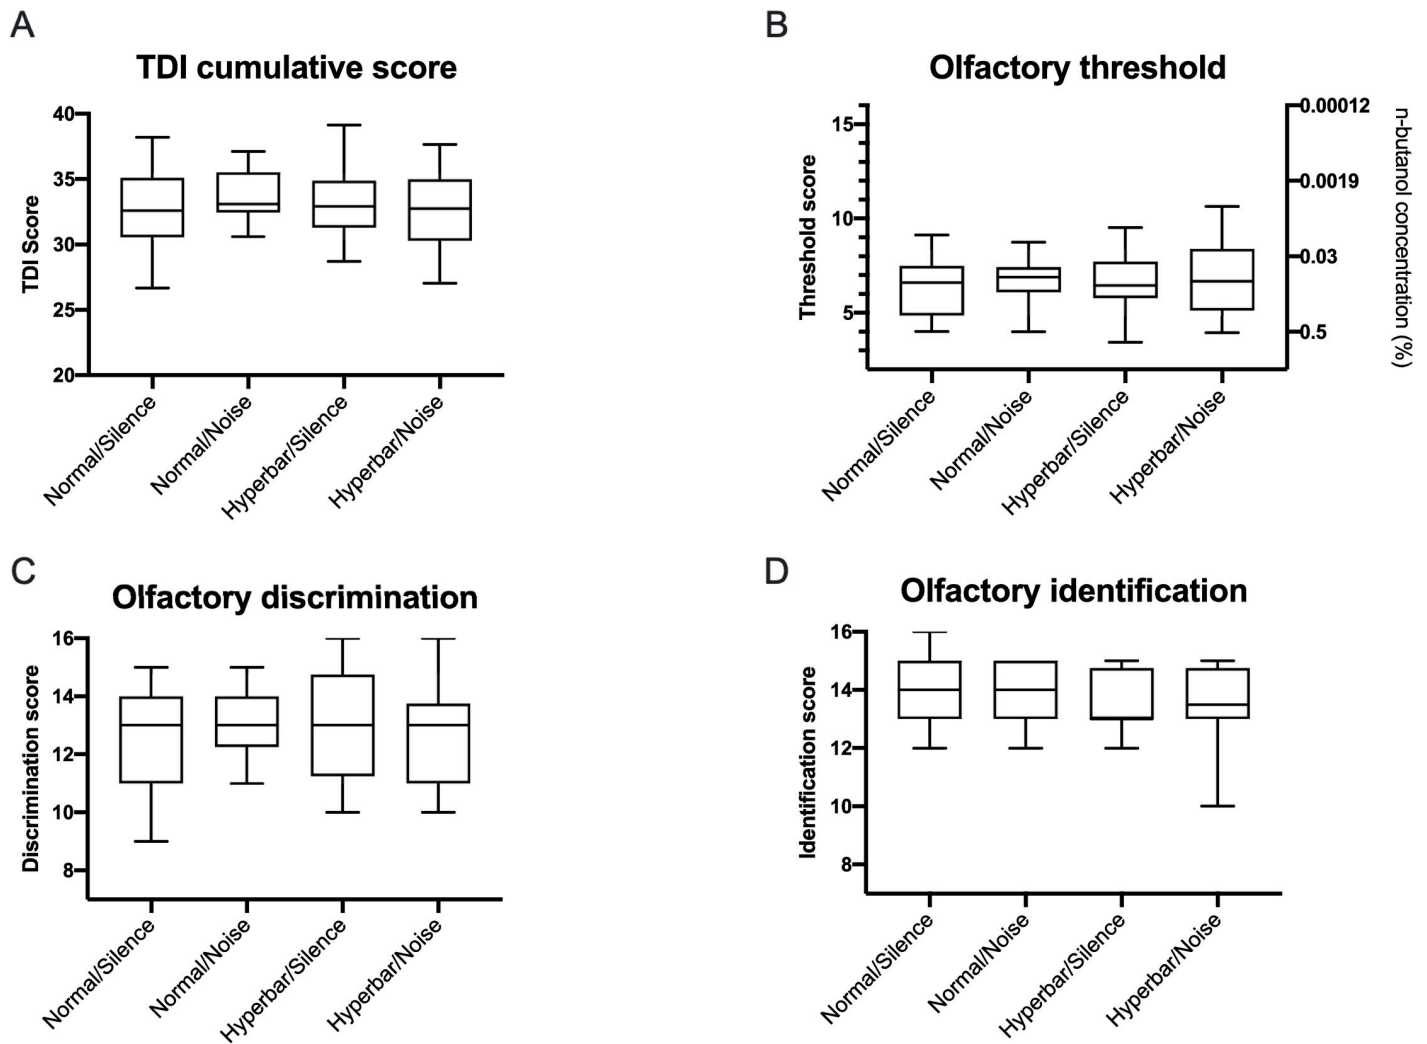 A
TDI cumulative score
40
35
30
25
20
TDI Score
Normal/Silence
Normal/Noise
Hyperbar/Silence
Hyperbar/Noise
B
Olfactory threshold
15
10
5
Threshold score
0.00012
0.0019
0.03
0.5
n-butanol concentration (%)
Normal/Silence
Normal/Noise
Hyperbar/Silence
Hyperbar/Noise
C
Olfactory discrimination
16
14
12
10
8
Discrimination score
Normal/Silence
Normal/Noise
Hyperbar/Silence
Hyperbar/Noise
D
Olfactory identification
16
14
12
10
8
Identification score
Normal/Silence
Normal/Noise
Hyperbar/Silence
Hyperbar/Noise